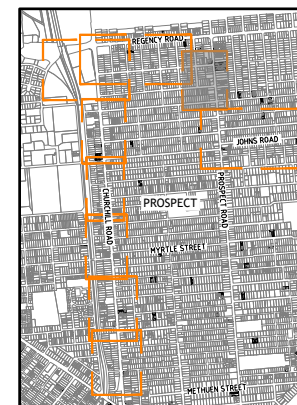 REGENCY ROAD
JOHNS ROAD
PROSPECT
CHURCHILL ROAD
PROSPECT ROAD
MYRTLE STREET
METHUEN STREET